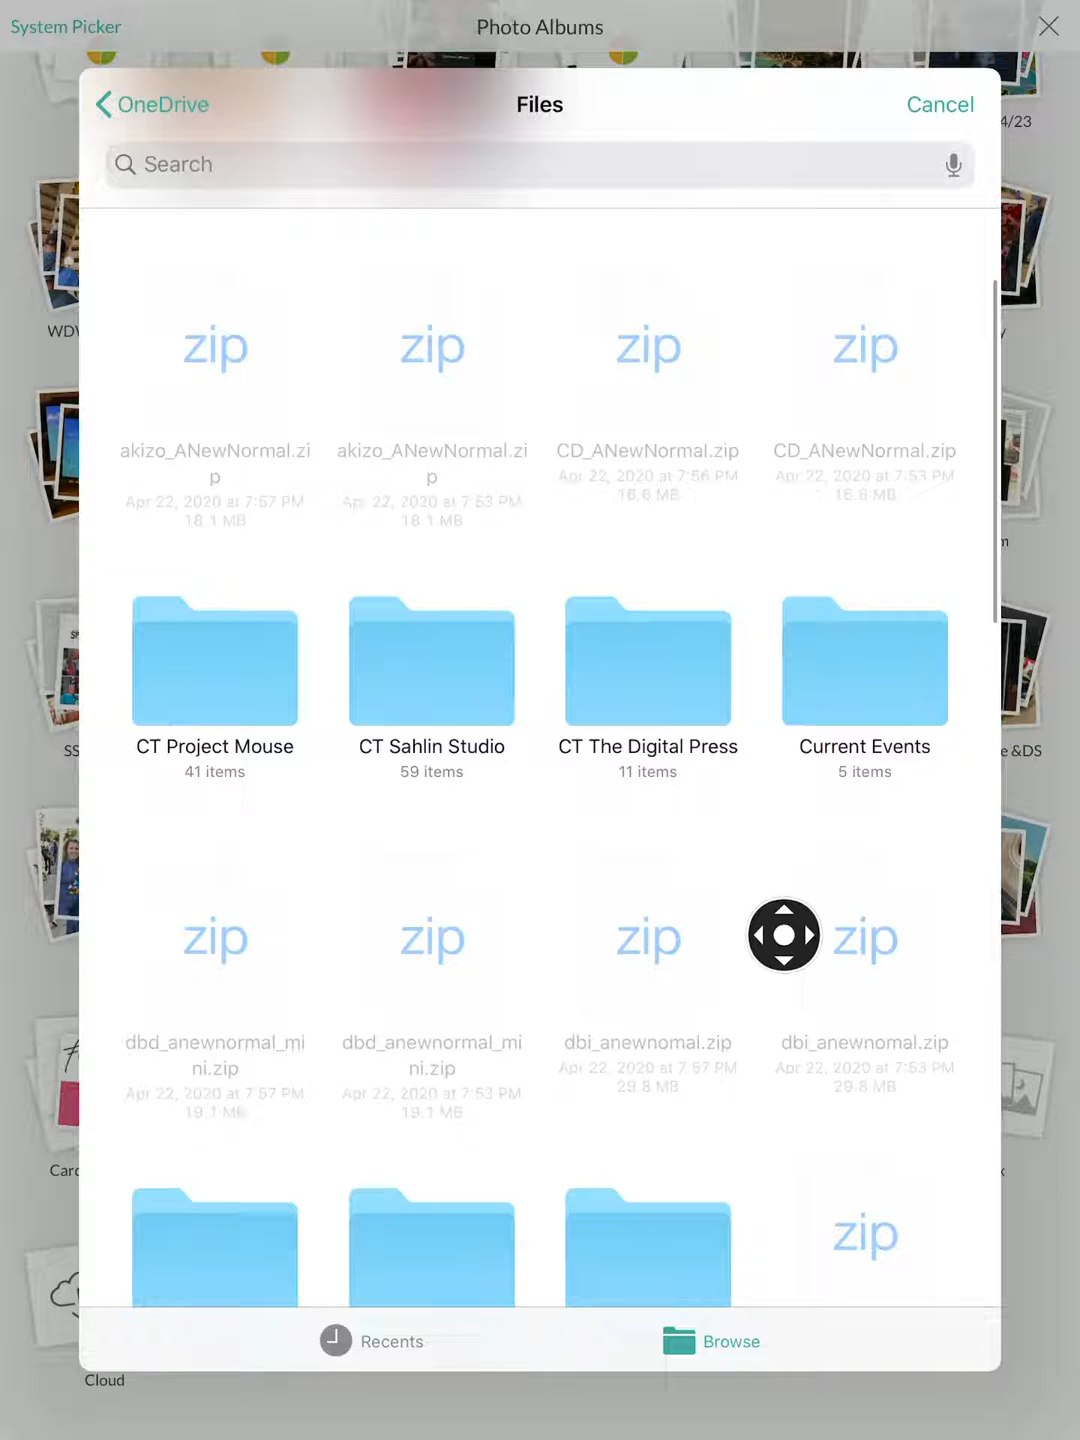 System Picker
Photo Albums
4/23
OneDrive
Files
Cancel
Search
zip
zip
zip
zip
akizo_ANewNormal.zi
p
Apr 22, 2020 at 7:57 PM
18.1 MB
akizo_ANewNormal.zi
p
Apr 22, 2020 at 7:53 PM
18.1 MB
CD_ANewNormal.zip
Apr 22, 2020 at 7:56 PM
16.6 MB
CD_ANewNormal.zip
Apr 22, 2020 at 7:53 PM
CT Project Mouse
41 items
CT Sahlin Studio
59 items
CT The Digital Press
11 items
Current Events
5 items
e &DS
SS
zip
zip
zip
zip
dbd_anewnormal_mi
ni.zip
Apr 22, 2020 at 7:57 PM
19.1 MB
dbd_anewnormal_mi
ni.zip
Apr 22, 2020 at 7:53 PM
19.1 MB
dbi_anewnomal.zip
Apr 22, 2020 at 7:57 PM
29.8 MB
dbi_anewnomal.zip
Apr 22, 2020 at 7:53 PM
29.8 MB
Card
zip
Recents
Browse
Cloud